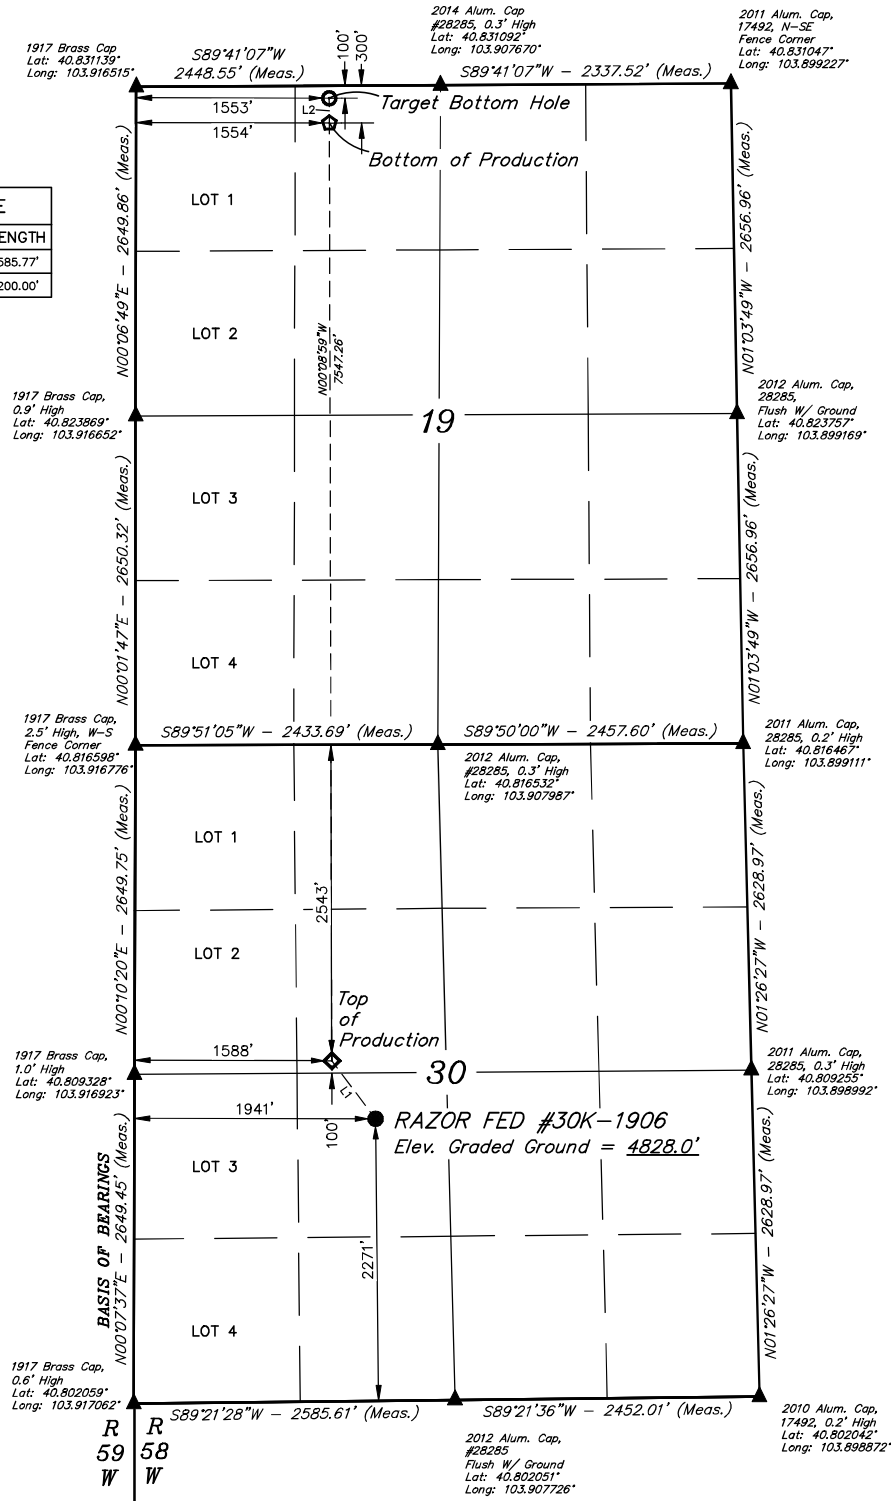 1917 Brass Cap
Lat: 40.831139°
Long: 103.916515°
S89°41'07"W
2448.55' (Meas.)
100'
300'
2014 Alum. Cap
#28285, 0.3' High
Lat: 40.831092°
Long: 103.907670°
S89°41'07"W – 2337.52' (Meas.)
2011 Alum. Cap,
17492, N–SE
Fence Corner
Lat: 40.831047°
Long: 103.899227°
1553'
L2
1554'
Target Bottom Hole
Bottom of Production
E
ENGTH
585.77'
200.00'
N00°06'49"E – 2649.86' (Meas.)
LOT 1
LOT 2
N00°08'59"W
7547.26'
N01°03'49"W – 2656.96' (Meas.)
1917 Brass Cap,
0.9' High
Lat: 40.823869°
Long: 103.916652°
19
2012 Alum. Cap,
28285,
Flush W/ Ground
Lat: 40.823757°
Long: 103.899169°
N00°01'47"E – 2650.32' (Meas.)
LOT 3
LOT 4
N01°03'49"W – 2656.96' (Meas.)
1917 Brass Cap,
2.5' High, W–S
Fence Corner
Lat: 40.816598°
Long: 103.916776°
S89°51'05"W – 2433.69' (Meas.)
S89°50'00"W – 2457.60' (Meas.)
2012 Alum. Cap,
#28285, 0.3' High
Lat: 40.816532°
Long: 103.907987°
2011 Alum. Cap,
28285, 0.2' High
Lat: 40.816467°
Long: 103.899111°
N00°10'20"E – 2649.75' (Meas.)
LOT 1
2543'
LOT 2
N01°26'27"W – 2628.97' (Meas.)
Top
of
Production
1588'
1917 Brass Cap,
1.0' High
Lat: 40.809328°
Long: 103.916923°
30
2011 Alum. Cap,
28285, 0.3' High
Lat: 40.809255°
Long: 103.898992°
L1
1941'
100'
RAZOR FED #30K–1906
Elev. Graded Ground = 4828.0'
BASIS OF BEARINGS
N00°07'37"E – 2649.45' (Meas.)
LOT 3
2271'
LOT 4
N01°26'27"W – 2628.97' (Meas.)
1917 Brass Cap,
0.6' High
Lat: 40.802059°
Long: 103.917062°
S89°21'28"W – 2585.61' (Meas.)
S89°21'36"W – 2452.01' (Meas.)
2012 Alum. Cap,
#28285
Flush W/ Ground
Lat: 40.802051°
Long: 103.907726°
2010 Alum. Cap,
17492, 0.2' High
Lat: 40.802042°
Long: 103.898872°
R R
59 58
W W